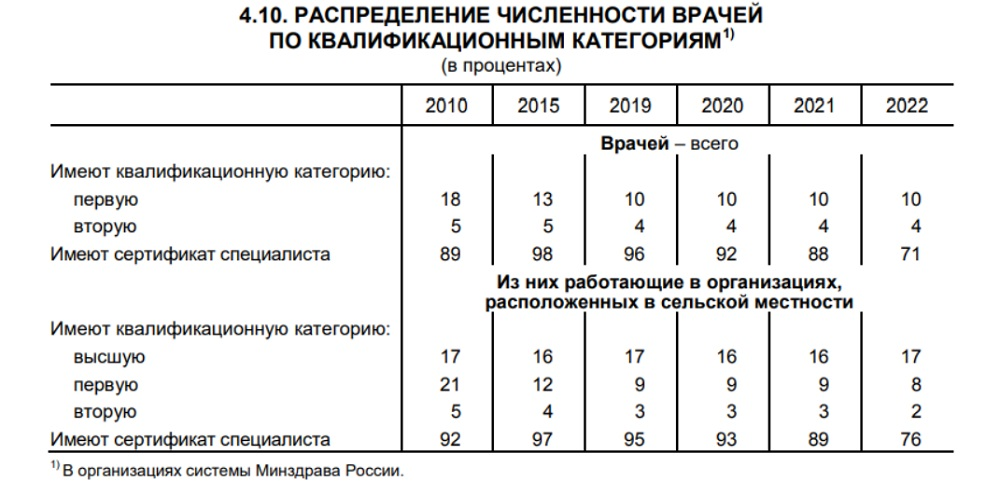 4.10. РАСПРЕДЕЛЕНИЕ ЧИСЛЕННОСТИ ВРАЧЕЙ
ПО КВАЛИФИКАЦИОННЫМ КАТЕГОРИЯМ1)
(в процентах)
2010 2015 2019 2020 2021 2022
Врачей – всего
Имеют квалификационную категорию:
первую 18 13 10 10 10 10
вторую 5 5 4 4 4 4
Имеют сертификат специалиста 89 98 96 92 88 71
Из них работающие в организациях,
расположенных в сельской местности
Имеют квалификационную категорию:
высшую 17 16 17 16 16 17
первую 21 12 9 9 9 8
вторую 5 4 3 3 3 2
Имеют сертификат специалиста 92 97 95 93 89 76
1) В организациях системы Минздрава России.